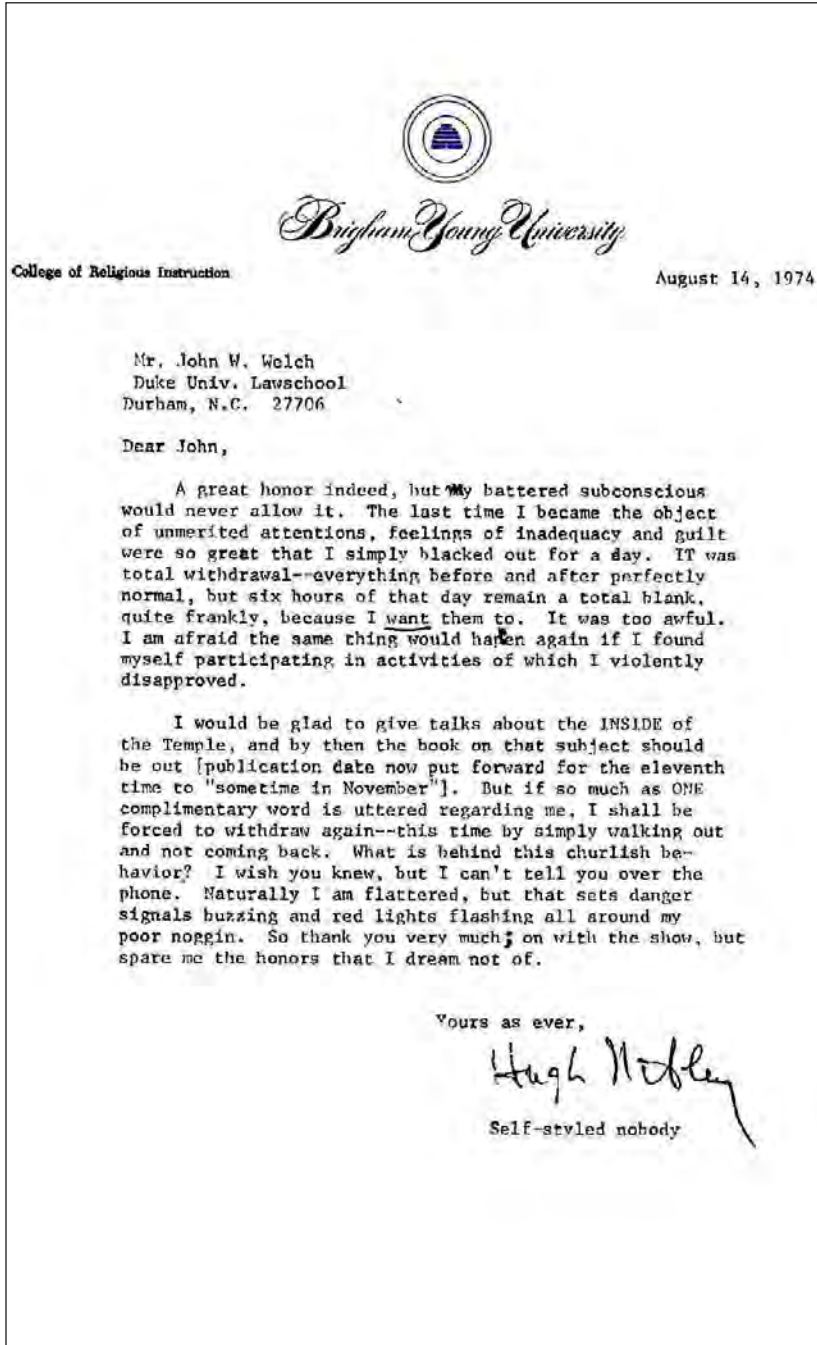 Brigham Young University
College of Religious Instruction
August 14, 1974
Mr. John W. Welch
Duke Univ. Lawschool
Durham, N.C. 27706
Dear John,
A great honor indeed, but my battered subconscious
would never allow it. The last time I became the object
of unmerited attentions, feelings of inadequacy and guilt
were so great that I simply blacked out for a day. IT was
total withdrawal--everything before and after perfectly
normal, but six hours of that day remain a total blank,
quite frankly, because I want them to. It was too awful.
I am afraid the same thing would happen again if I found
myself participating in activities of which I violently
disapproved.
I would be glad to give talks about the INSIDE of
the Temple, and by then the book on that subject should
be out [publication date now put forward for the eleventh
time to "sometime in November"]. But if so much as ONE
complimentary word is uttered regarding me, I shall be
forced to withdraw again--this time by simply walking out
and not coming back. What is behind this churlish be-
havior? I wish you knew, but I can't tell you over the
phone. Naturally I am flattered, but that sets danger
signals buzzing and red lights flashing all around my
poor noggin. So thank you very much; on with the show, but
spare me the honors that I dream not of.
Yours as ever,
Hugh Nibley
Self-styled nobody